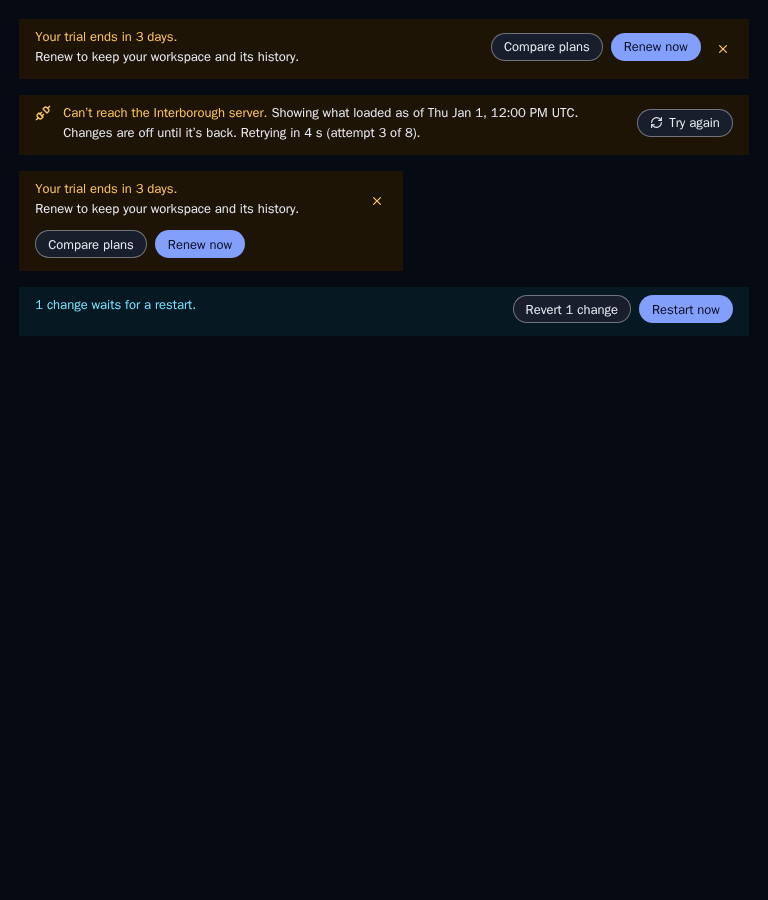 Your trial ends in 3 days.
Renew to keep your workspace and its history.
Compare plans
Renew now
Can’t reach the Interborough server. Showing what loaded as of Thu Jan 1, 12:00 PM UTC.
Changes are off until it’s back. Retrying in 4 s (attempt 3 of 8).
Try again
Your trial ends in 3 days.
Renew to keep your workspace and its history.
Compare plans
Renew now
1 change waits for a restart.
Revert 1 change
Restart now